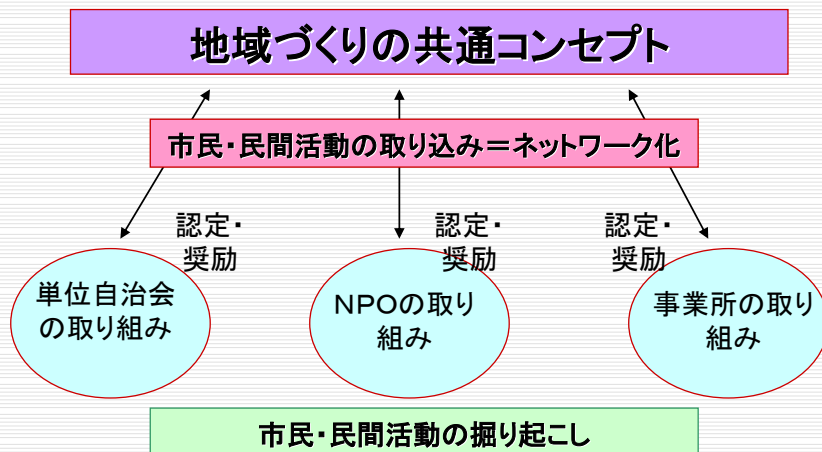 地域づくりの共通コンセプト
市民・民間活動の取り込み＝ネットワーク化
認定・
奨励
認定・
奨励
認定・
奨励
単位自治会
の取り組み
NPOの取り
組み
事業所の取り
組み
市民・民間活動の掘り起こし